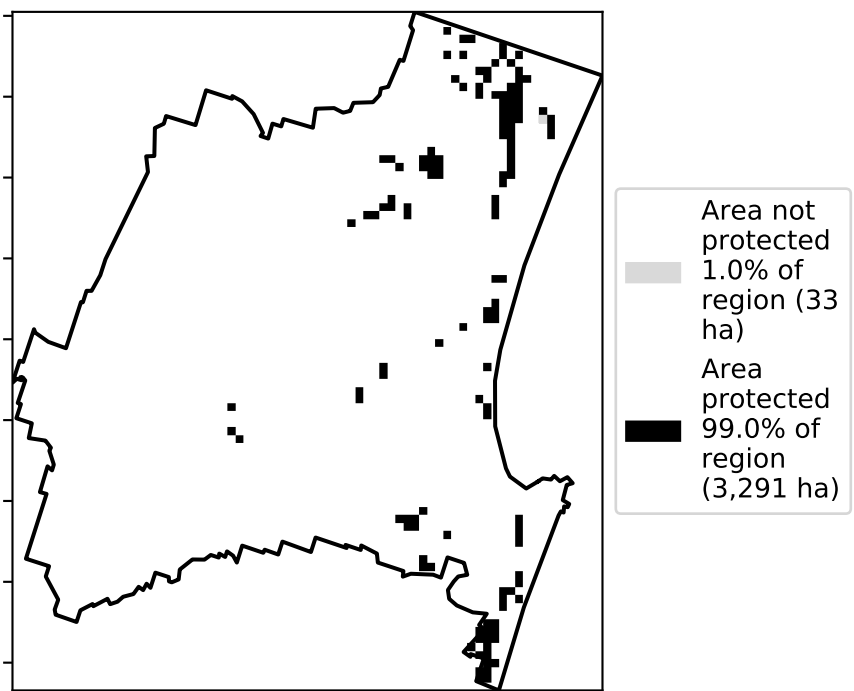 Area not
protected
1.0% of
region (33
ha)
Area
protected
99.0% of
region
(3,291 ha)